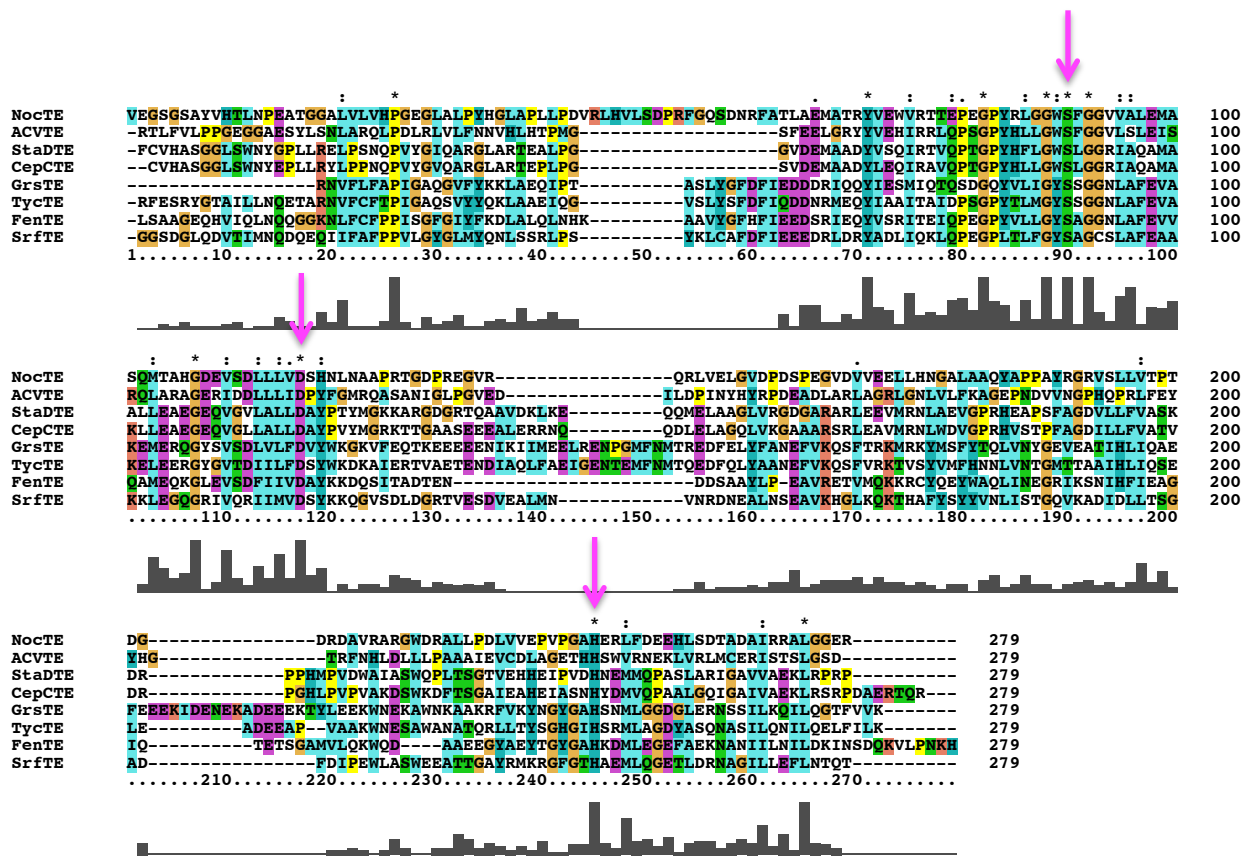 : * . * : :. * : *:* * ::
NocTE VEGSGSAYVHTLNPEATGGALVLVHPGEGLALPYHGLAPLLPDVRLHVLSDPRFGQSDNRFATLAEMATRYVEWVRTTEPEGPYRLGGWSFGGVVALEMA 100
ACVTE -RTLFVLPPGEGGAESYLSNLARQLPDLRLVLFNNVHLHTPMG-------------------SFEELGRYYVEHIRRLQPSGPYHLLGWSFGGVLSLEIS 100
StaDTE -FCVHASGGLSWNYGPLLRELPSNQPVYGIQARGLARTEALPG-------------------GVDEMAADYVSQIRTVQPTGPYHFLGWSLGGRIAQAMA 100
CepCTE --CVHASGGLSWNYEPLLRYLPPNQPVYGVQARGLARTEPLPG-------------------SVDEMAADYLEQIRAVQPTGPYHLLGWSLGGRIAQAMA 100
GrsTE ------------------RNVFLFAPIGAQGVFYKKLAEQIPT----------ASLYGFDFIEDDDRIQQYIESMIQTQSDGQYVLIGYSSGGNLAFEVA 100
TycTE -RFESRYGTAILLNQETARNVFCFTPIGAQSVYYQKLAAEIQG----------VSLYSFDFIQDDNRMEQYIAAITAIDPSGPYTLMGYSSGGNLAFEVA 100
FenTE -LSAAGEQHVIQLNQQGGKNLFCFPPISGFGIYFKDLALQLNHK---------AAVYGFHFIEEDSRIEQYVSRITEIQPEGPYVLLGYSAGGNLAFEVV 100
SrfTE -GGSDGLQDVTIMNQDQEQIIFAFPPVLGYGLMYQNLSSRLPS----------YKLCAFDFIEEEDRLDRYADLIQKLQPEGPLTLFGYSAGCSLAFEAA 100
1.......10........20........30........40........50........60........70........80........90.......100
: * : : :.* : . :
NocTE SQMTAHGDEVSDLLLVDSHNLNAAPRTGDPREGVR-----------------QRLVELGVDPDSPEGVDVVEELLHNGALAAQYAPPAYRGRVSLLVTPT 200
ACVTE RQLARAGERIDDLLLIDPYFGMRQASANIGLPGVED---------------ILDPINYHYRPDEADLARLAGRLGNLVLFKAGEPNDVVNGPHQPRLFEY 200
StaDTE ALLEAEGEQVGVLALLDAYPTYMGKKARGDGRTQAAVDKLKE---------QQMELAAGLVRGDGARARLEEVMRNLAEVGPRHEAPSFAGDVLLFVASK 200
CepCTE KLLEAEGEQVGLLALLDAYPVYMGRKTTGAASEEEALERRNQ---------QDLELAGQLVKGAAARSRLEAVMRNLWDVGPRHVSTPFAGDILLFVATV 200
GrsTE KEMERQGYSVSDLVLFDVYWKGKVFEQTKEEEEENIKIIMEELRENPGMFNMTREDFELYFANEFVKQSFTRKMRKYMSFYTQLVNYGEVEATIHLIQAE 200
TycTE KELEERGYGVTDIILFDSYWKDKAIERTVAETENDIAQLFAEIGENTEMFNMTQEDFQLYAANEFVKQSFVRKTVSYVMFHNNLVNTGMTTAAIHLIQSE 200
FenTE QAMEQKGLEVSDFIIVDAYKKDQSITADTEN---------------------DDSAAYLP-EAVRETVMQKKRCYQEYWAQLINEGRIKSNIHFIEAG 200
SrfTE KKLEGQGRIVQRIIMVDSYKKQGVSDLDGRTVESDVEALMN-----------VNRDNEALNSEAVKHGLKQKTHAFYSYYVNLISTGQVKADIDLLTSG 200
........110.......120.......130.......140.......150.......160.......170.......180.......190.......200
* : : *
NocTE DG----------------DRDAVRARGWDRALLPDLVVEPVPGAHERLFDEEHLSDTADAIRRALGGER---------- 279
ACVTE YHG----------------TRFNHLDLLLPAAAIEVCDLAGETHHSWVRNEKLVRLMCERISTSLGSD----------- 279
StaDTE DR-------------PPHMPVDWAIASWQPLTSGTVEHHEIPVDHNEMMQPASLARIGAVVAEKLRPRP---------- 279
CepCTE DR-------------PGHLPVPVAKDSWKDFTSGAIEAHEIASNHYDMVQPAALGQIGAIVAEKLRSRPDAERTQR--- 279
GrsTE FEEEKIDENEKADEEEKTYLEEKWNEKAWNKAAKRFVKYNGYGAHSNMLGGDGLERNSSILKQILQGTFVVK------- 279
TycTE LE---------ADEEAP--VAAKWNESAWANATQRLLTYSGHGIHSRMLAGDYASQNASILQNILQELFILK------- 279
FenTE IQ----------TETSGAMVLQKWQD----AAEEGYAEYTGYGAHKDMLEGEFAEKNANIILNILDKINSDQKVLPNKH 279
SrfTE AD----------------FDIPEWLASWEEATTGAYRMKRGFGTHAEMLQGETLDRNAGILLEFLNTQT---------- 279
........210.......220.......230.......240.......250.......260.......270.........